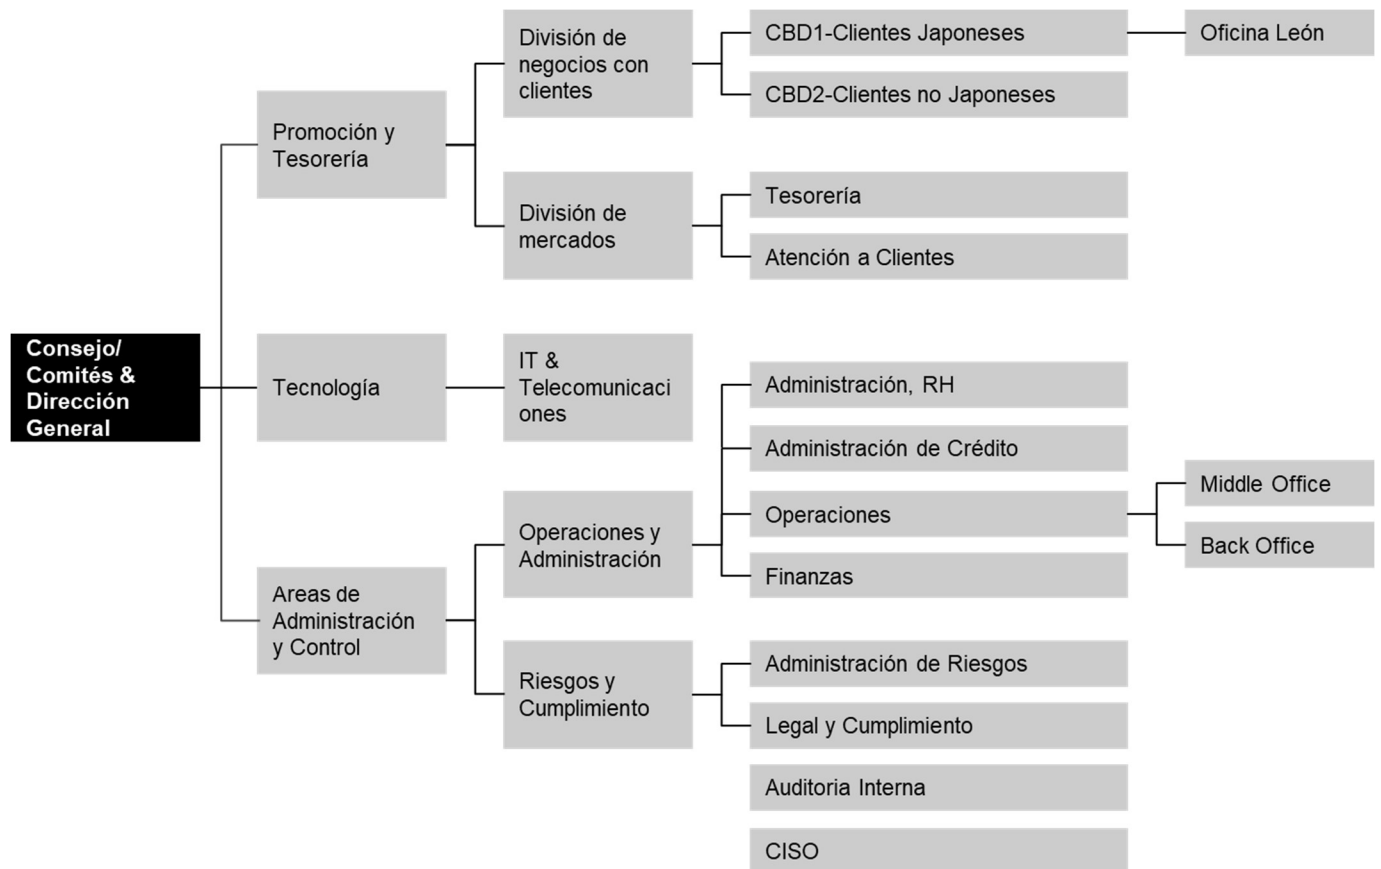 Consejo/
Comités &
Dirección
General
Promoción y
Tesorería
División de
negocios con
clientes
CBD1-Clientes Japoneses
Oficina León
CBD2-Clientes no Japoneses
División de
mercados
Tesorería
Atención a Clientes
Tecnología
IT &
Telecomunicaci
ones
Areas de
Administración
y Control
Operaciones y
Administración
Administración, RH
Administración de Crédito
Operaciones
Middle Office
Back Office
Finanzas
Riesgos y
Cumplimiento
Administración de Riesgos
Legal y Cumplimiento
Auditoria Interna
CISO